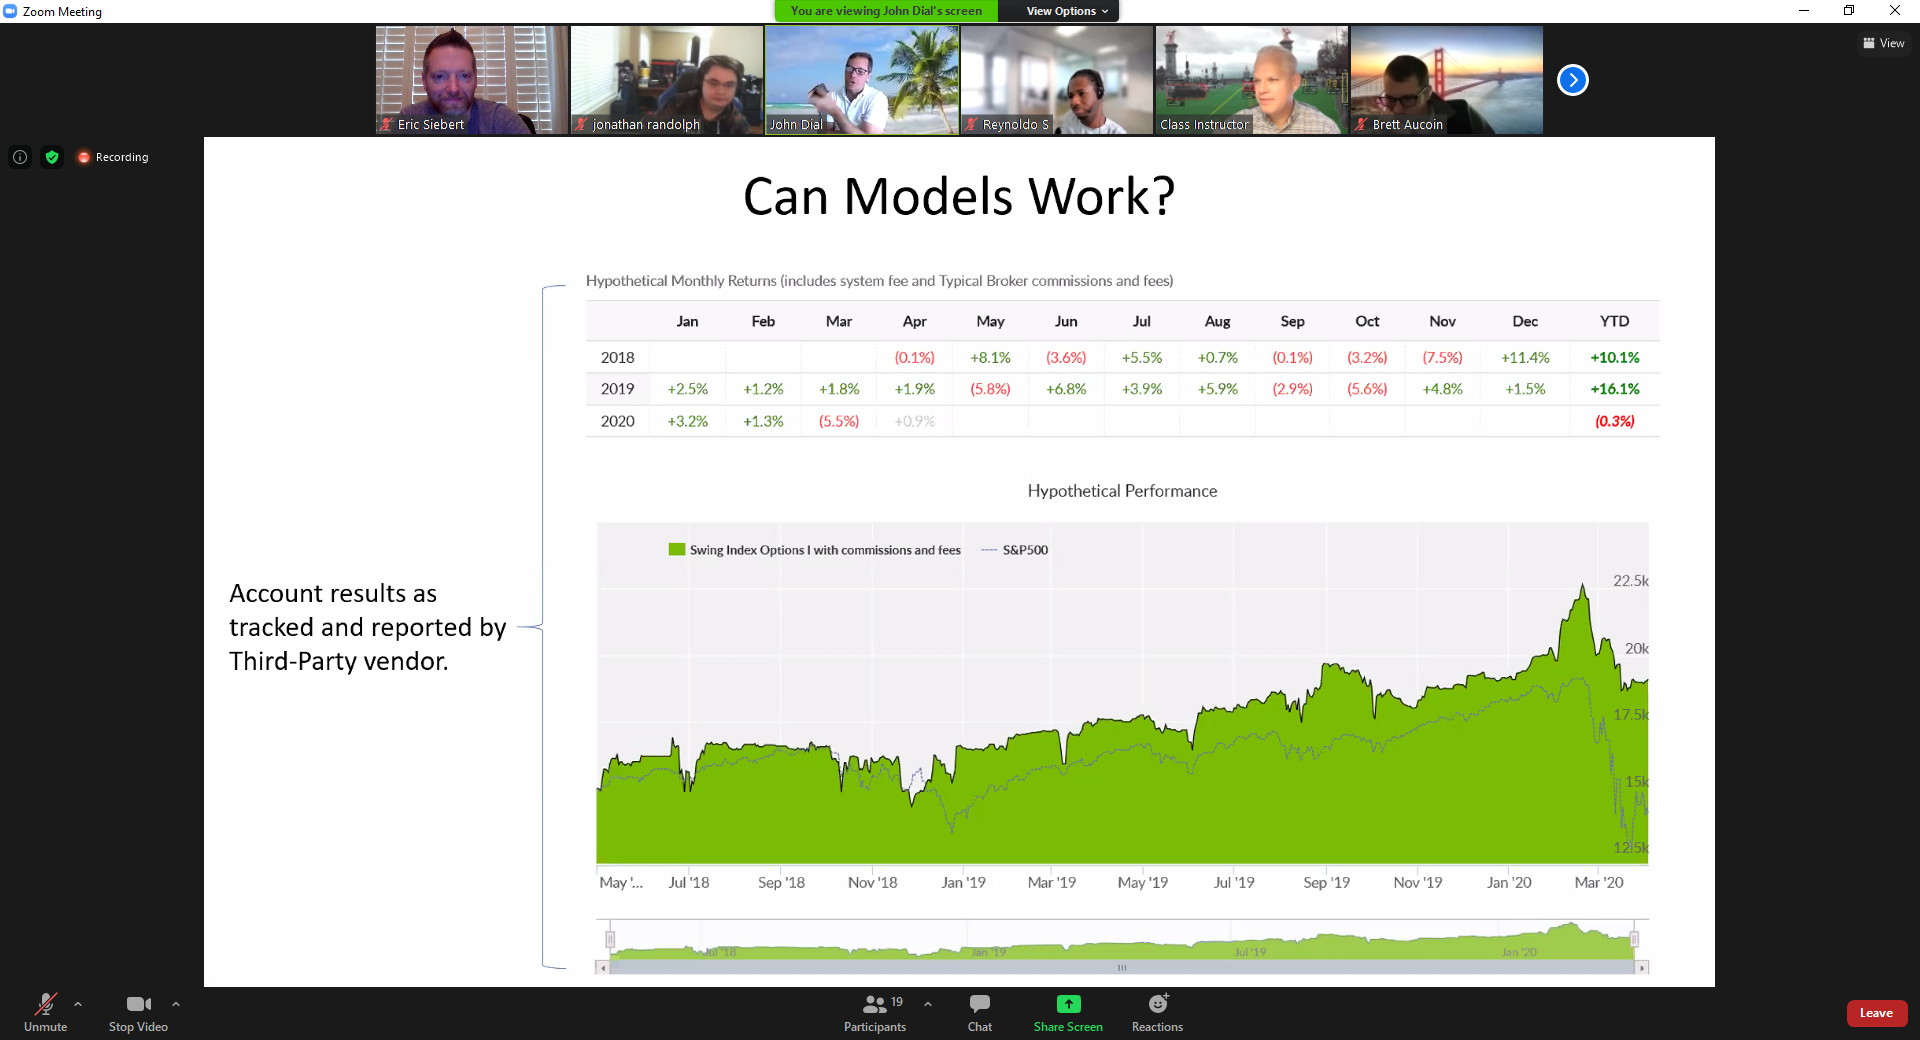 Zoom Meeting
You are viewing John Dial's screen
View Options
View
Eric Siebert
jonathan randolph
John Dial
Reynoldo S
Class Instructor
Brett Aucoin
Recording
Can Models Work?
Hypothetical Monthly Returns (includes system fee and Typical Broker commissions and fees)
Jan Feb Mar Apr May Jun Jul Aug Sep Oct Nov Dec YTD
2018 (0.1%) +8.1% (3.6%) +5.5% +0.7% (0.1%) (3.2%) (7.5%) +11.4% +10.1%
2019 +2.5% +1.2% +1.8% +1.9% (5.8%) +6.8% +3.9% +5.9% (2.9%) (5.6%) +4.8% +1.5% +16.1%
2020 +3.2% +1.3% (5.5%) +0.9% (0.3%)
Hypothetical Performance
Swing Index Options I with commissions and fees S&P500
22.5k
20k
17.5k
15k
12.5k
Account results as
tracked and reported by
Third-Party vendor.
May '... Jul '18 Sep '18 Nov '18 Jan '19 Mar '19 May '19 Jul '19 Sep '19 Nov '19 Jan '20 Mar '20
Jul '18 Jan '19 Jul '19 Jan '20
Unmute
Stop Video
19
Participants
Chat
Share Screen
Reactions
Leave